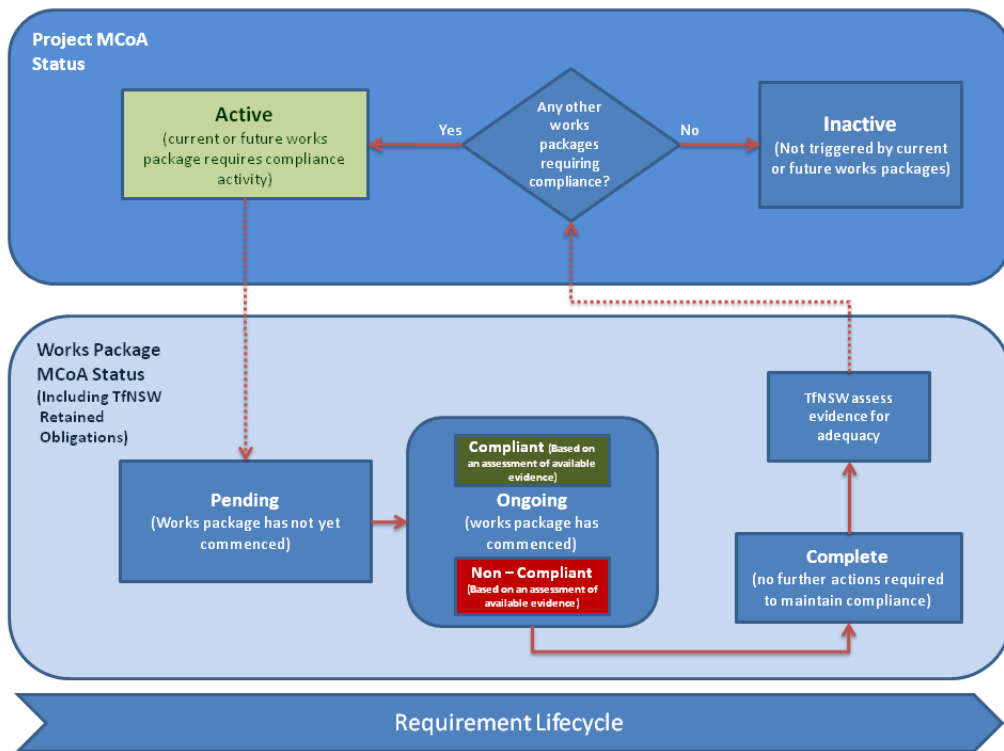 Project MCoA
Status
Active
(current or future works
package requires compliance
activity)
Yes
Any other
works
packages
requiring
compliance?
No
Inactive
(Not triggered by current
or future works packages)
Works Package
MCoA Status
(Including TfNSW
Retained
Obligations)
Pending
(Works package has not yet
commenced)
Compliant (Based on
an assessment of available
evidence)
Ongoing
(works package has
commenced)
Non – Compliant
(Based on an assessment of
available evidence)
TfNSW assess
evidence for
adequacy
Complete
(no further actions required
to maintain compliance)
Requirement Lifecycle